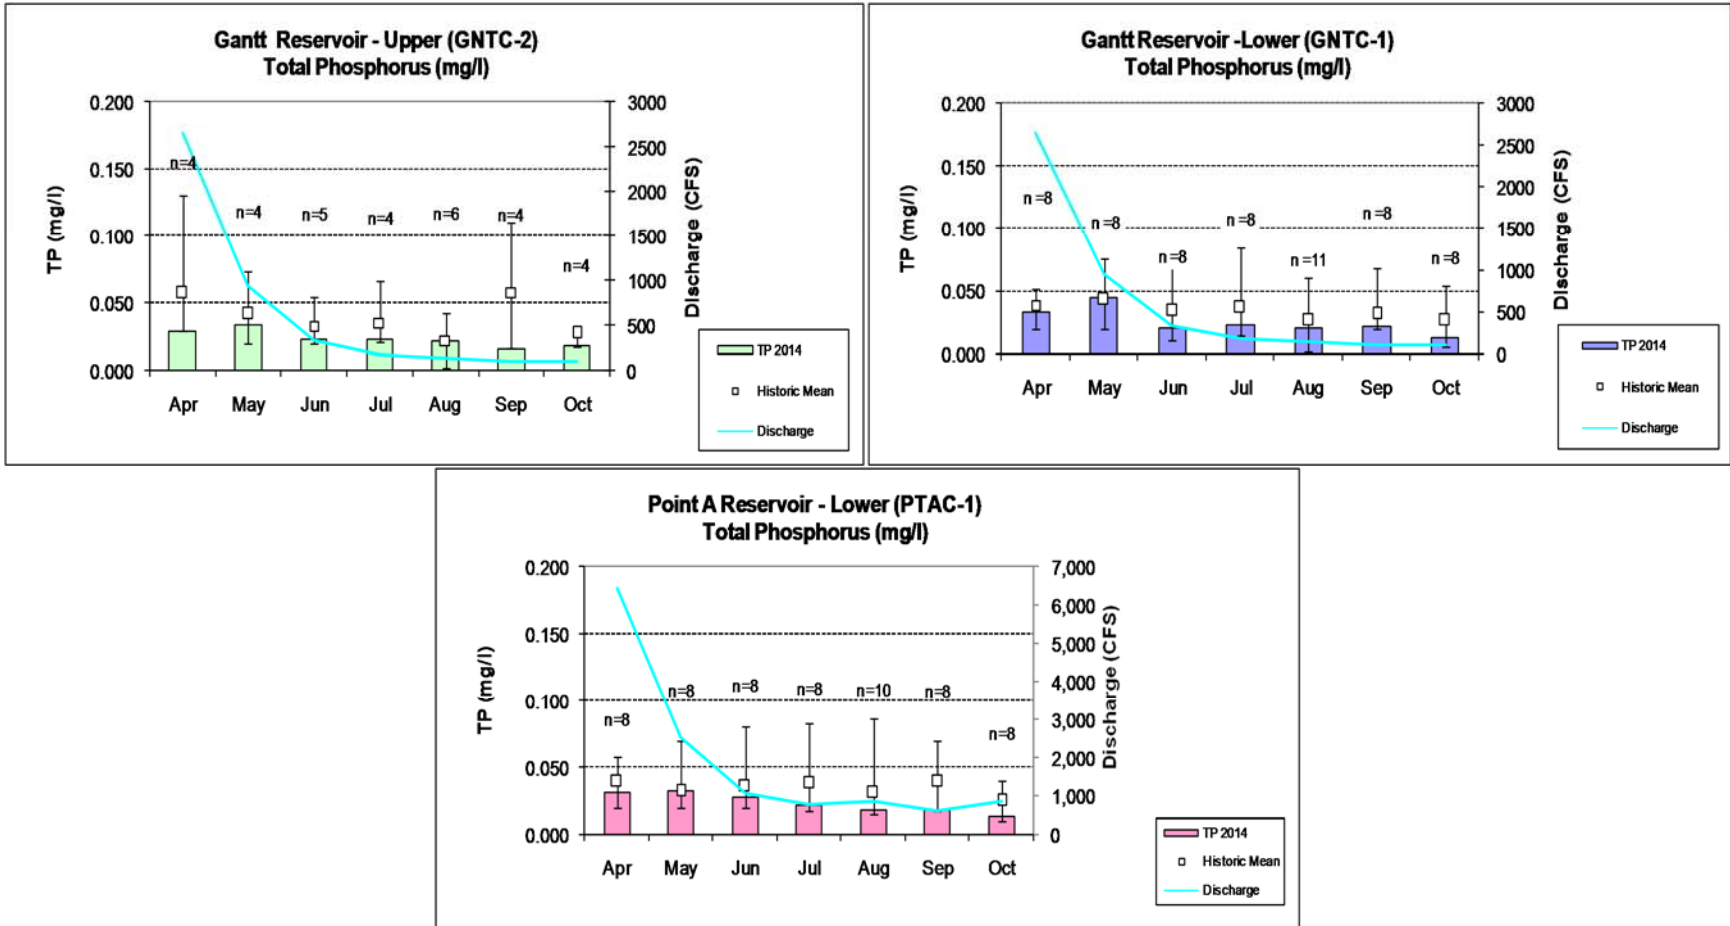 Gantt Reservoir - Upper (GNTC-2)
Total Phosphorus (mg/l)
0.200
0.150
0.100
0.050
0.000
TP (mg/l)
3000
2500
2000
1500
1000
500
0
Discharge (CFS)
n=4
n=4
n=5
n=4
n=6
n=4
n=4
Apr May Jun Jul Aug Sep Oct
TP 2014
Historic Mean
Discharge
Gantt Reservoir -Lower (GNTC-1)
Total Phosphorus (mg/l)
0.200
0.150
0.100
0.050
0.000
TP (mg/l)
3000
2500
2000
1500
1000
500
0
Discharge (CFS)
n =8
n =8
n =8
n =8
n =11
n =8
n =8
Apr May Jun Jul Aug Sep Oct
TP 2014
Historic Mean
Discharge
Point A Reservoir - Lower (PTAC-1)
Total Phosphorus (mg/l)
0.200
0.150
0.100
0.050
0.000
TP (mg/l)
7,000
6,000
5,000
4,000
3,000
2,000
1,000
0
Discharge (CFS)
n=8
n=8
n=8
n=8
n=10
n=8
n=8
Apr May Jun Jul Aug Sep Oct
TP 2014
Historic Mean
Discharge